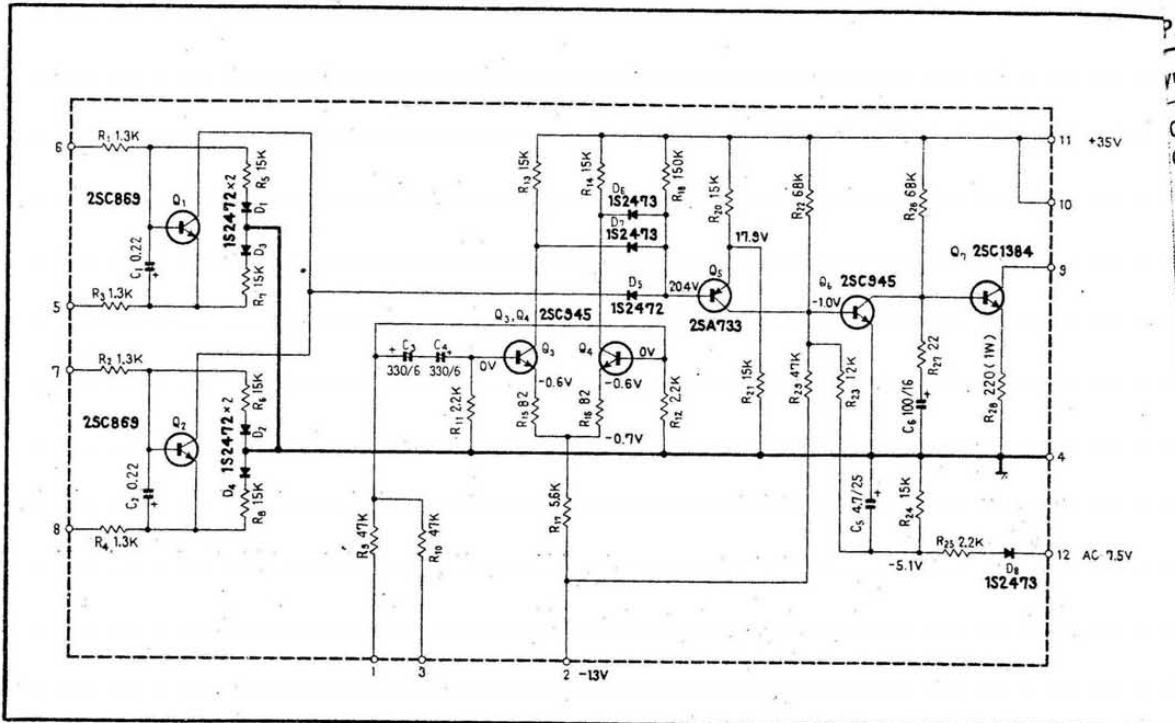 11 +35V
6
R1 1.3K
R5 15K
R13 15K
R14 15K
R18 150K
R20 15K
R22 68K
R26 68K
10
2SC869
Q1
D1
D3
1S2472 ×2
D6
1S2473
D7
1S2473
17.9V
Q7 2SC1384
9
C1 0.22
+
R7 15K
R3 1.3K
5
D5
1S2472
20.4V
Q5
2SA733
Q6
2SC945
-1.0V
Q3, Q4 2SC945
7
R2 1.3K
+ C3
330/6
C4 +
330/6
0V
Q3
Q4
0V
-0.6V
-0.6V
R27 22
R6 15K
R11 2.2K
R15 82
R16 82
R12 2.2K
R21 15K
R29 47K
R23 12K
C6 100/16
+
R28 220 (1W)
2SC869
Q2
D2
D4
1S2472 × 2
-0.7V
4
C2 0.22
+
R8 15K
R17 5.6K
C5 4.7/25
+
R24 15K
8
R4 1.3K
R9 47K
R10 47K
R25 2.2K
-5.1V
D8
1S2473
12 AC 7.5V
1
3
2 -13V